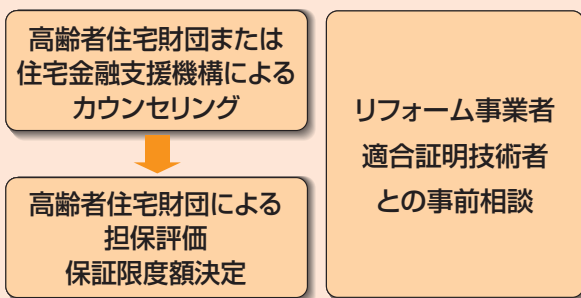 高齢者住宅財団または
住宅金融支援機構による
カウンセリング
高齢者住宅財団による
担保評価
保証限度額決定
リフォーム事業者
適合証明技術者
との事前相談